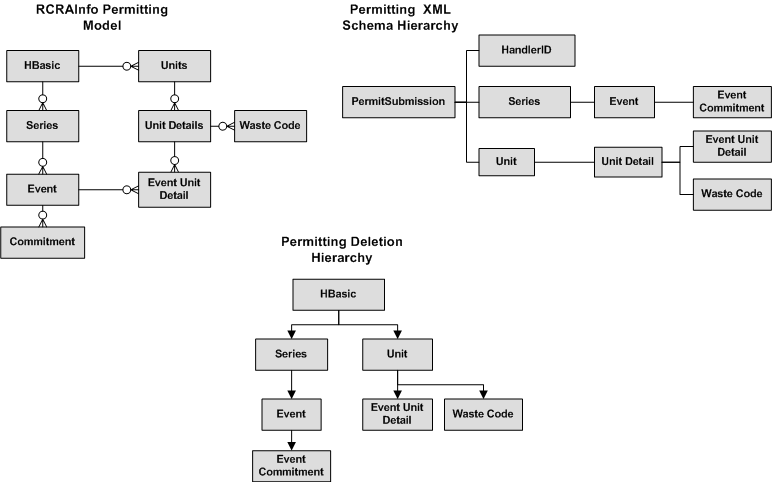 RCRAInfo Permitting
Model
HBasic
Units
Series
Unit Details
Waste Code
Event
Event Unit
Detail
Commitment
Permitting XML
Schema Hierarchy
HandlerID
PermitSubmission
Series
Event
Event
Commitment
Unit
Unit Detail
Event Unit
Detail
Waste Code
Permitting Deletion
Hierarchy
HBasic
Series
Unit
Event
Event Unit
Detail
Waste Code
Event
Commitment